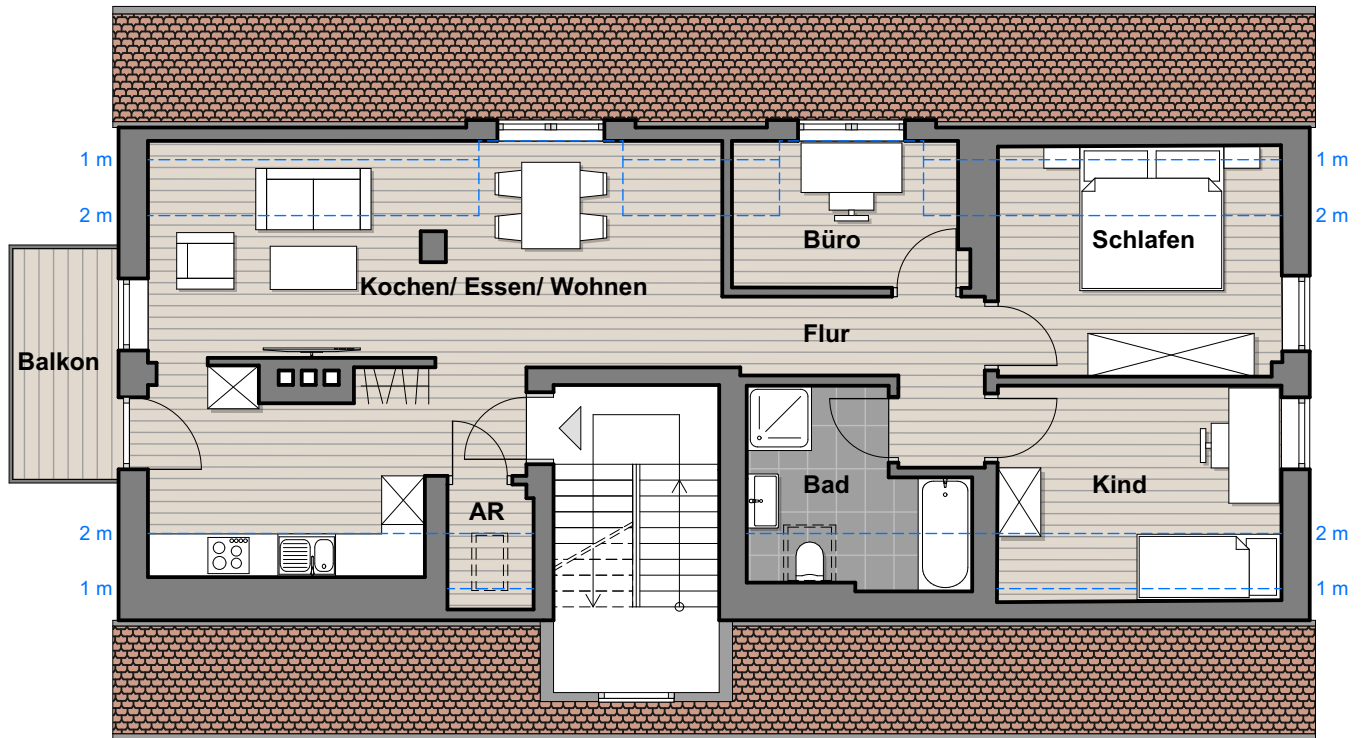 1 m
1 m
2 m
2 m
Büro
Schlafen
Kochen/ Essen/ Wohnen
Flur
Balkon
Bad
Kind
AR
2 m
2 m
1 m
1 m